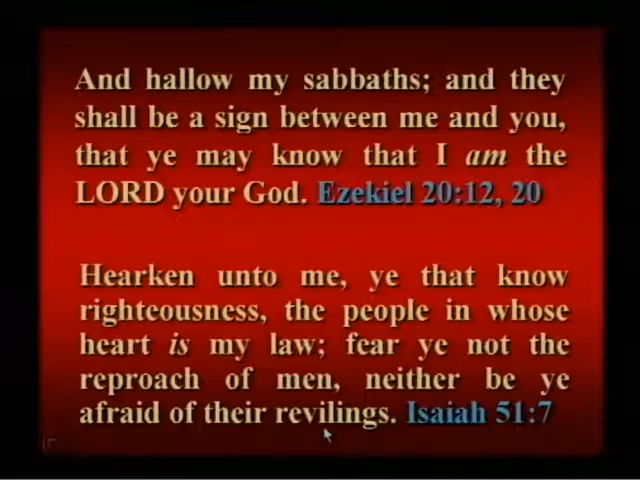 And hallow my sabbaths; and they
shall be a sign between me and you,
that ye may know that I am the
LORD your God. Ezekiel 20:12, 20
Hearken unto me, ye that know
righteousness, the people in whose
heart is my law; fear ye not the
reproach of men, neither be ye
afraid of their revilings. Isaiah 51:7